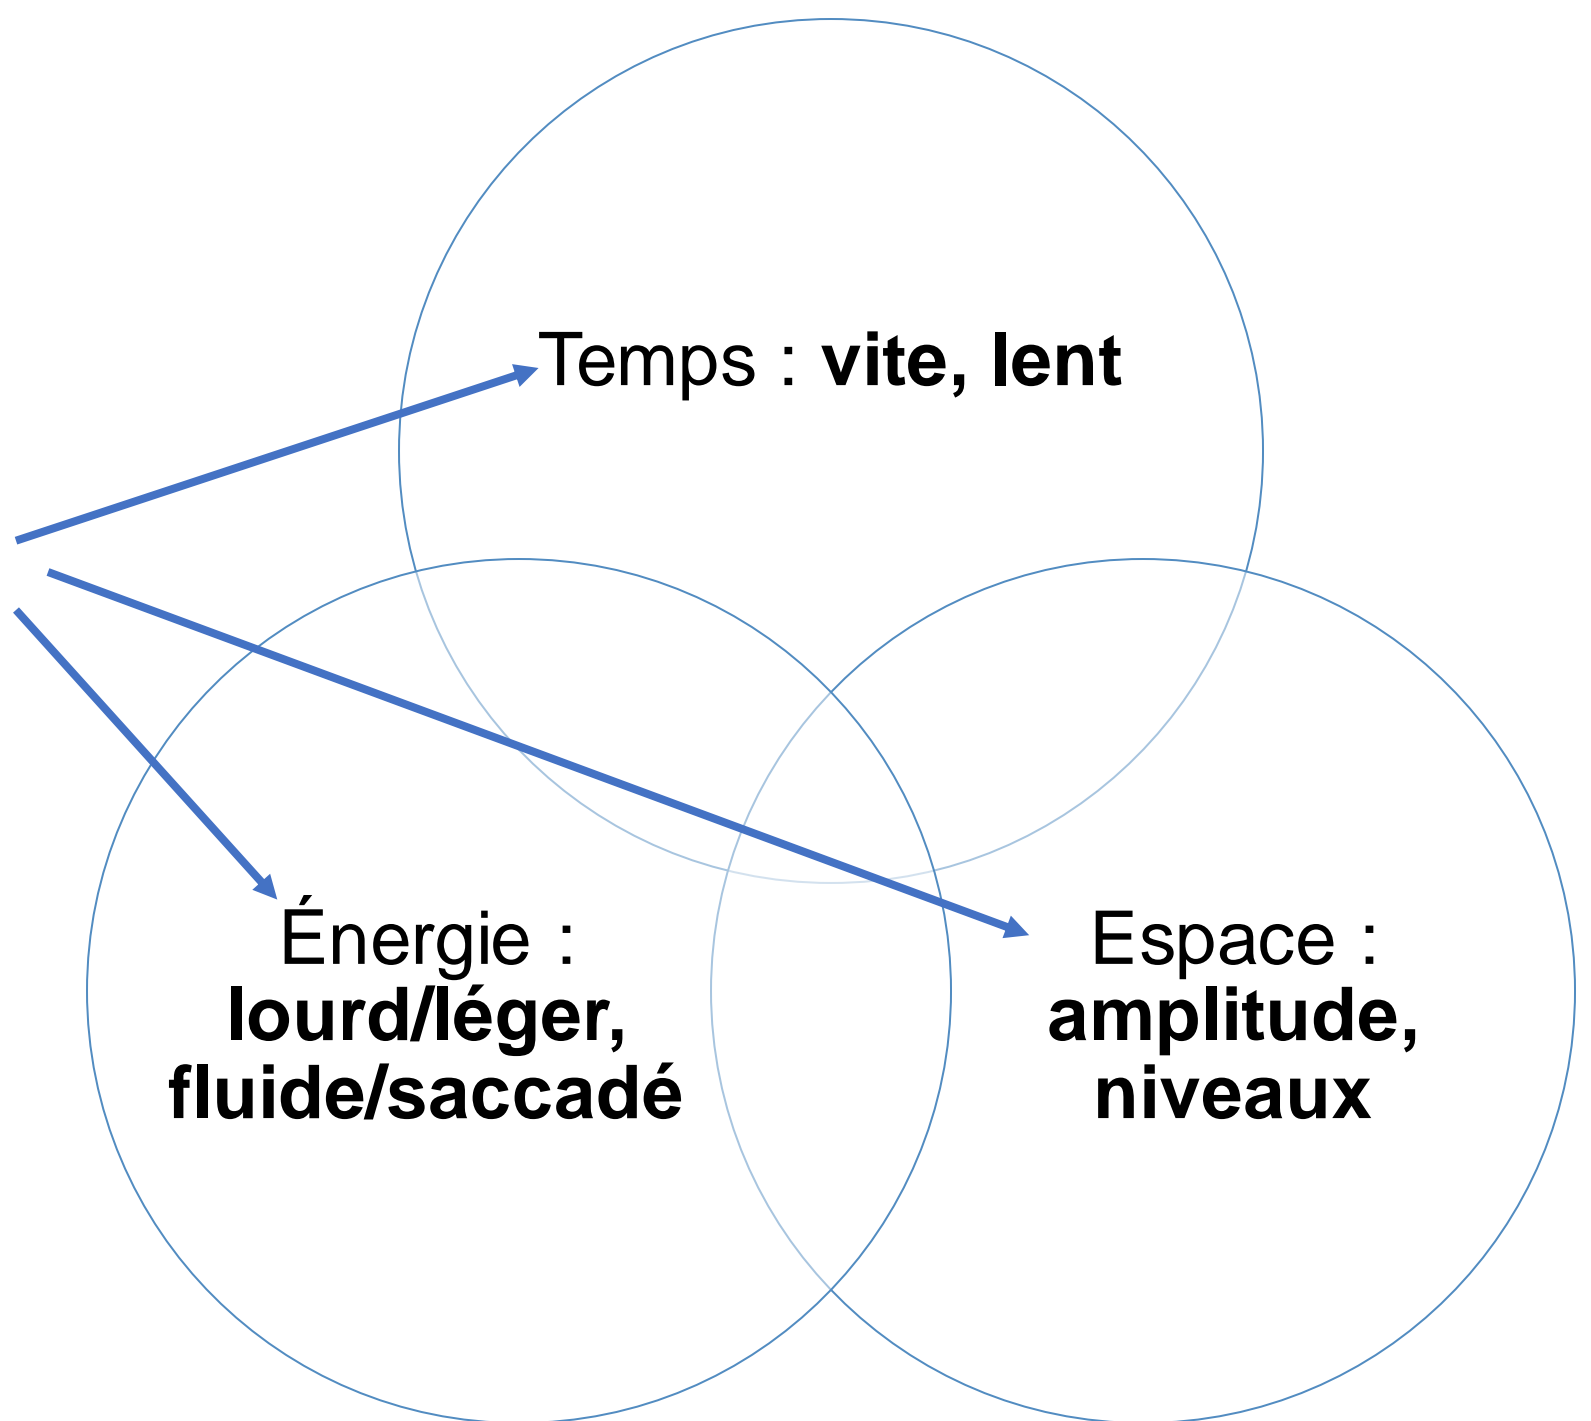 Temps : vite, lent
Énergie :
lourd/léger,
fluide/saccadé
Espace :
amplitude,
niveaux